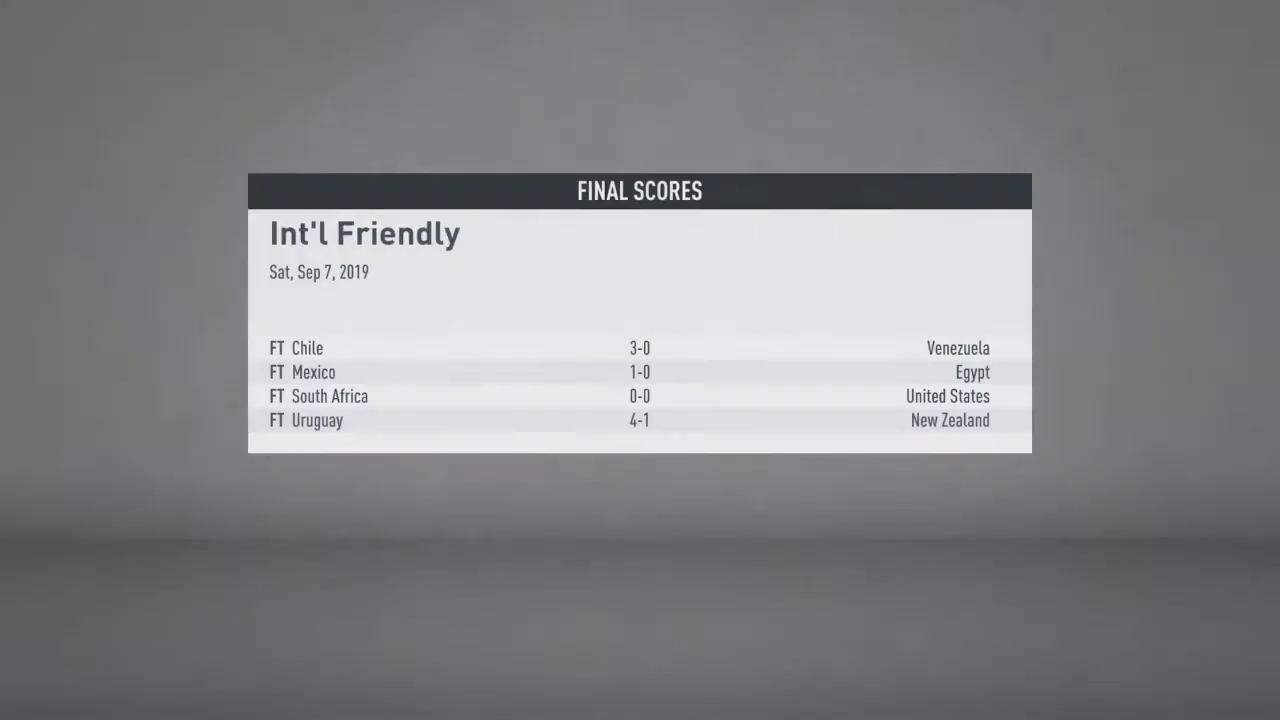 FINAL SCORES
Int'l Friendly
Sat, Sep 7, 2019
FT Chile 3-0 Venezuela
FT Mexico 1-0 Egypt
FT South Africa 0-0 United States
FT Uruguay 4-1 New Zealand